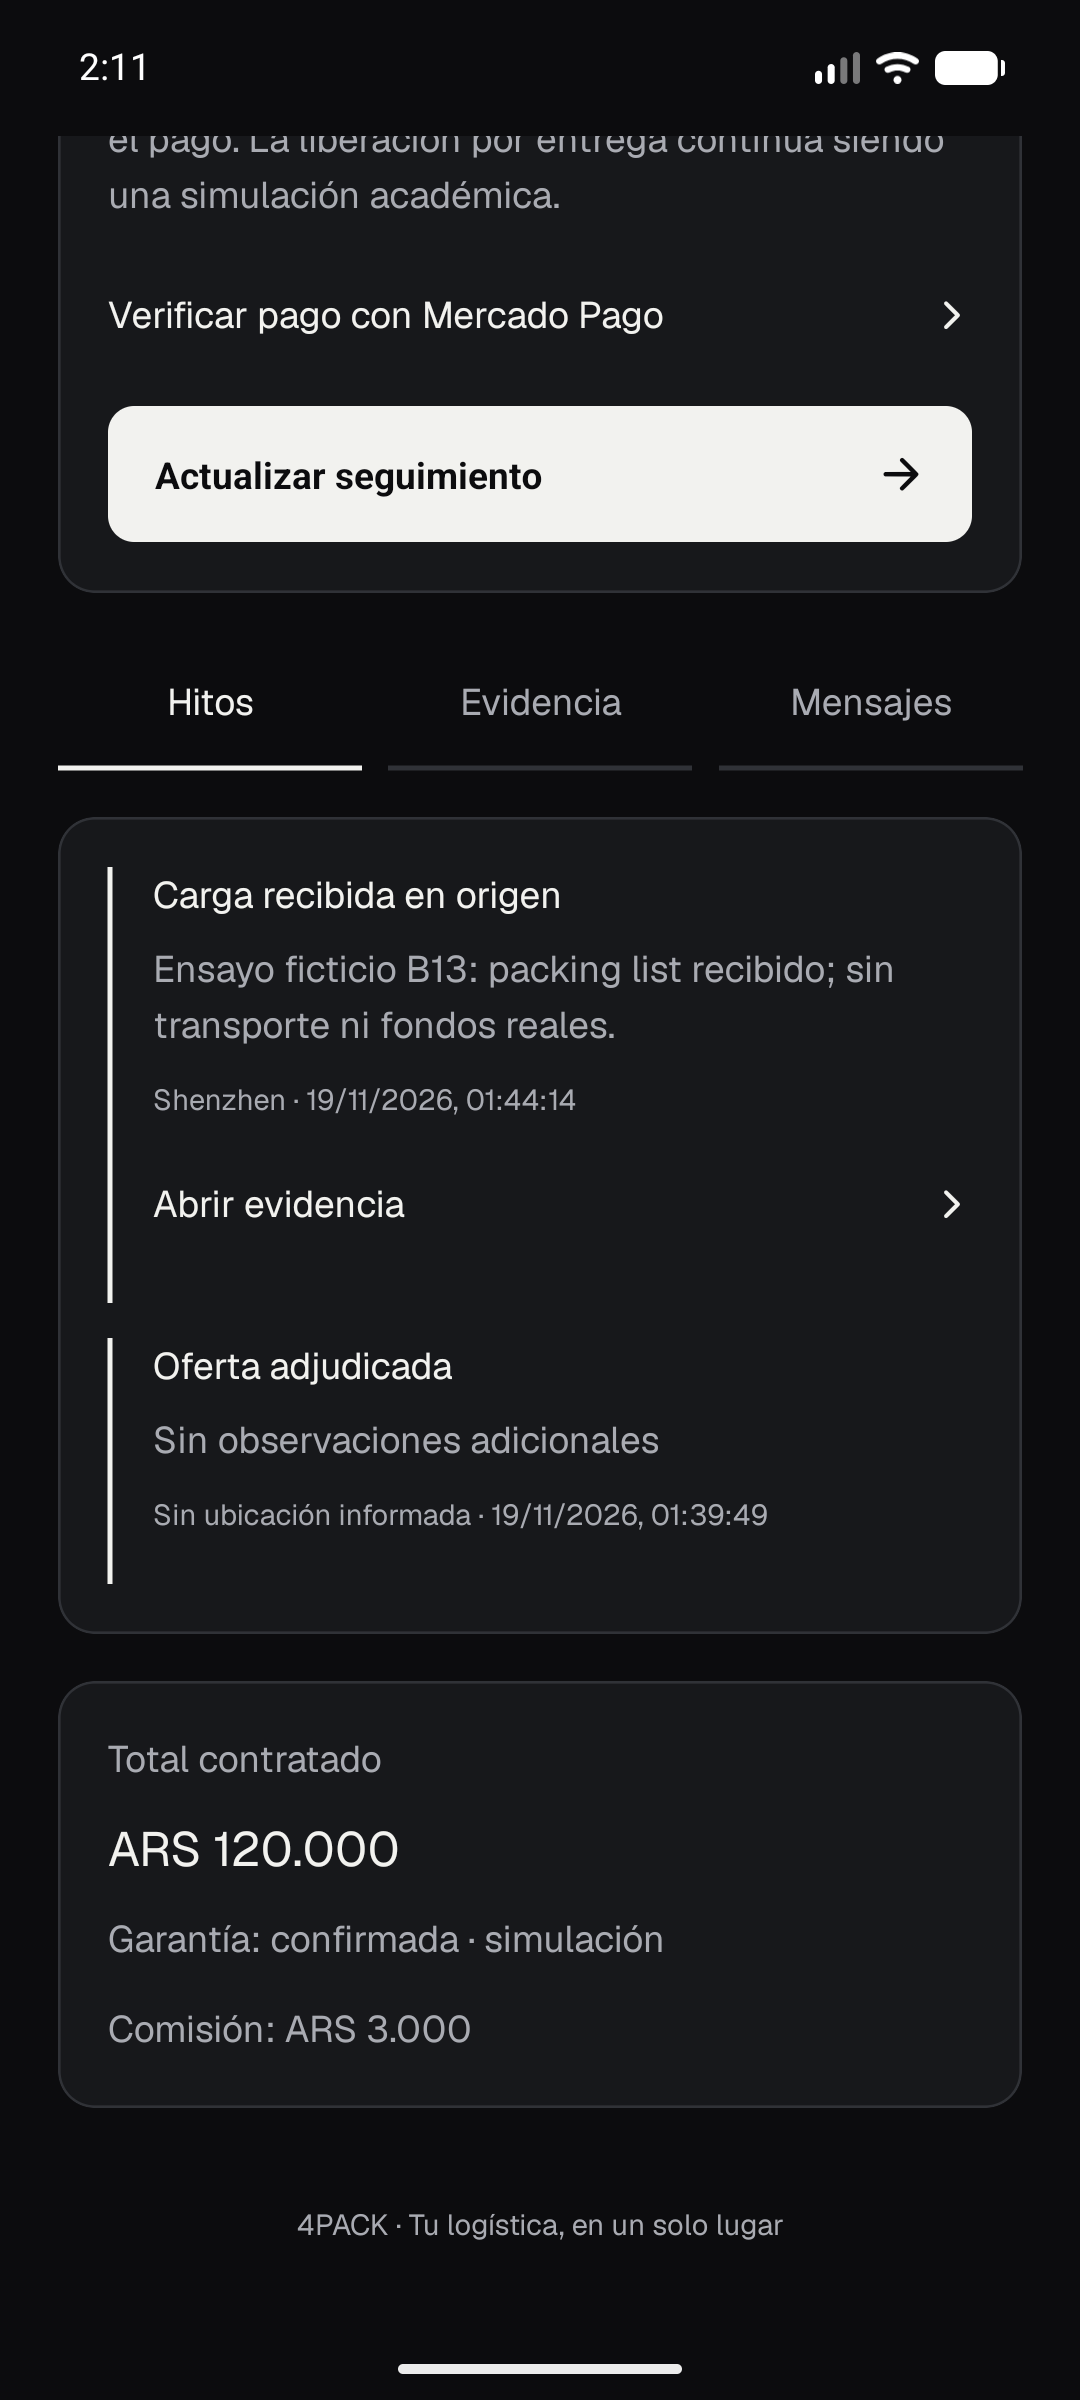 2:11
el pago. La liberación por entrega continúa siendo
una simulación académica.
Verificar pago con Mercado Pago
Actualizar seguimiento
Hitos
Evidencia
Mensajes
Carga recibida en origen
Ensayo ficticio B13: packing list recibido; sin
transporte ni fondos reales.
Shenzhen · 19/11/2026, 01:44:14
Abrir evidencia
Oferta adjudicada
Sin observaciones adicionales
Sin ubicación informada · 19/11/2026, 01:39:49
Total contratado
ARS 120.000
Garantía: confirmada · simulación
Comisión: ARS 3.000
4PACK · Tu logística, en un solo lugar